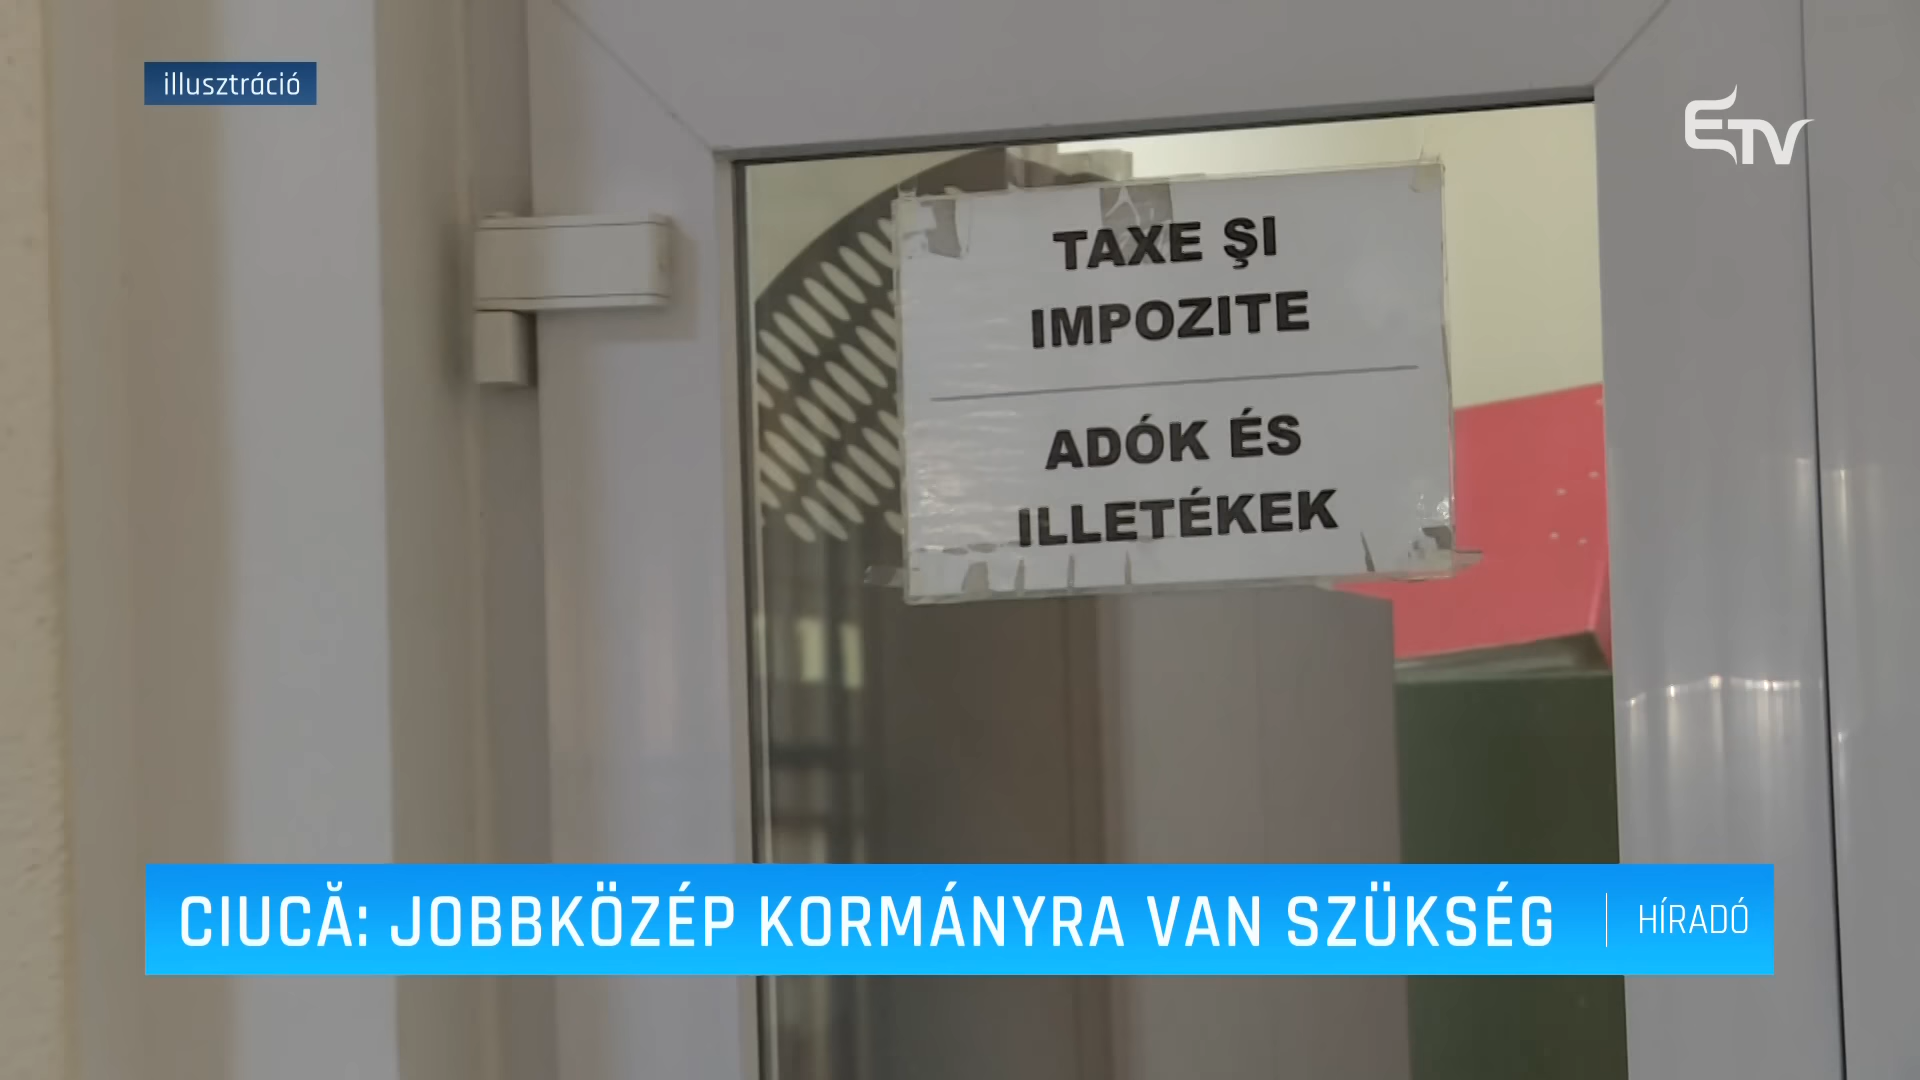 illusztráció
ETV
TAXE ŞI
IMPOZITE
ADÓK ÉS
ILLETÉKEK
CIUCĂ: JOBBKÖZÉP KORMÁNYRA VAN SZÜKSÉG
HÍRADÓ